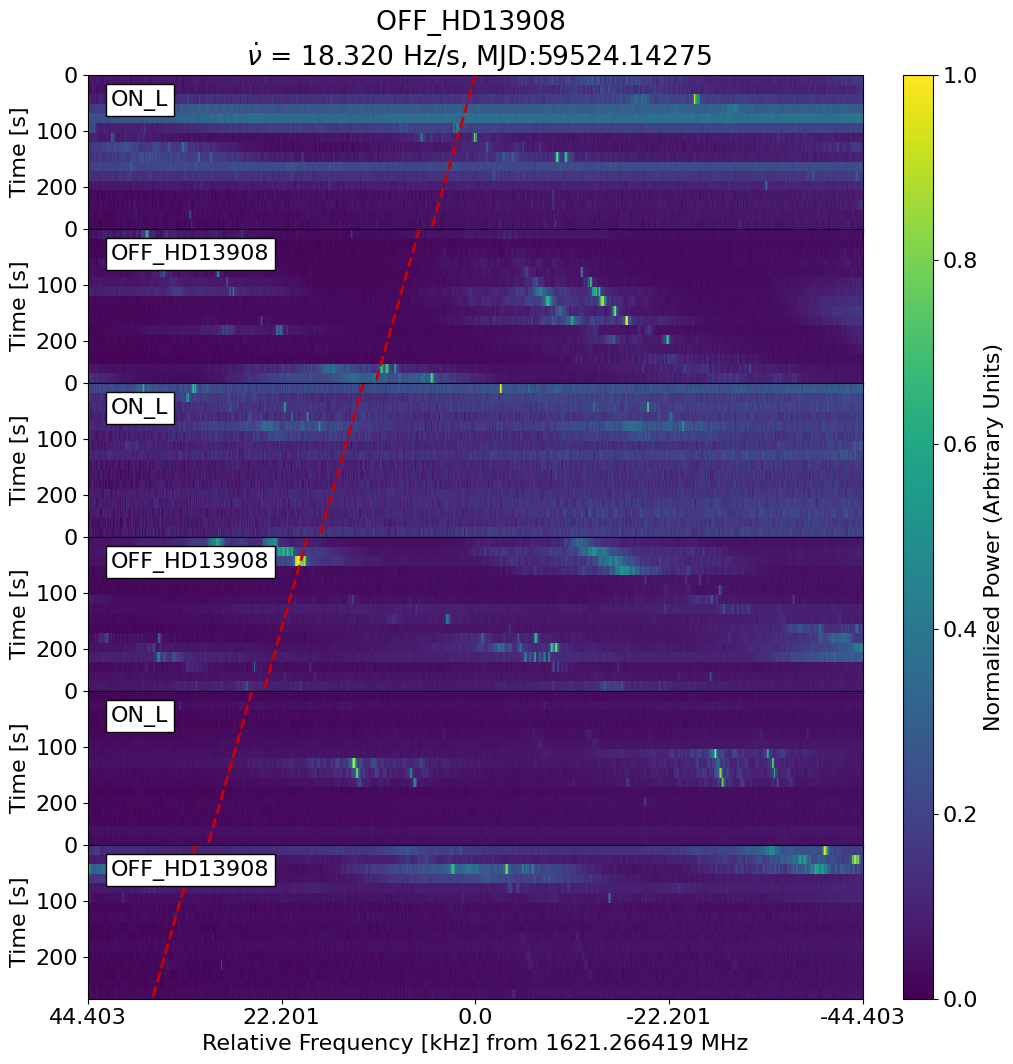 OFF_HD13908
ν̇ = 18.320 Hz/s, MJD:59524.14275
0
ON_L
100
Time [s]
200
0
OFF_HD13908
100
Time [s]
200
0
ON_L
100
Time [s]
200
0
OFF_HD13908
100
Time [s]
200
0
ON_L
100
Time [s]
200
0
OFF_HD13908
100
Time [s]
200
44.403 22.201 0.0 -22.201 -44.403
Relative Frequency [kHz] from 1621.266419 MHz
1.0
0.8
0.6
0.4
0.2
0.0
Normalized Power (Arbitrary Units)